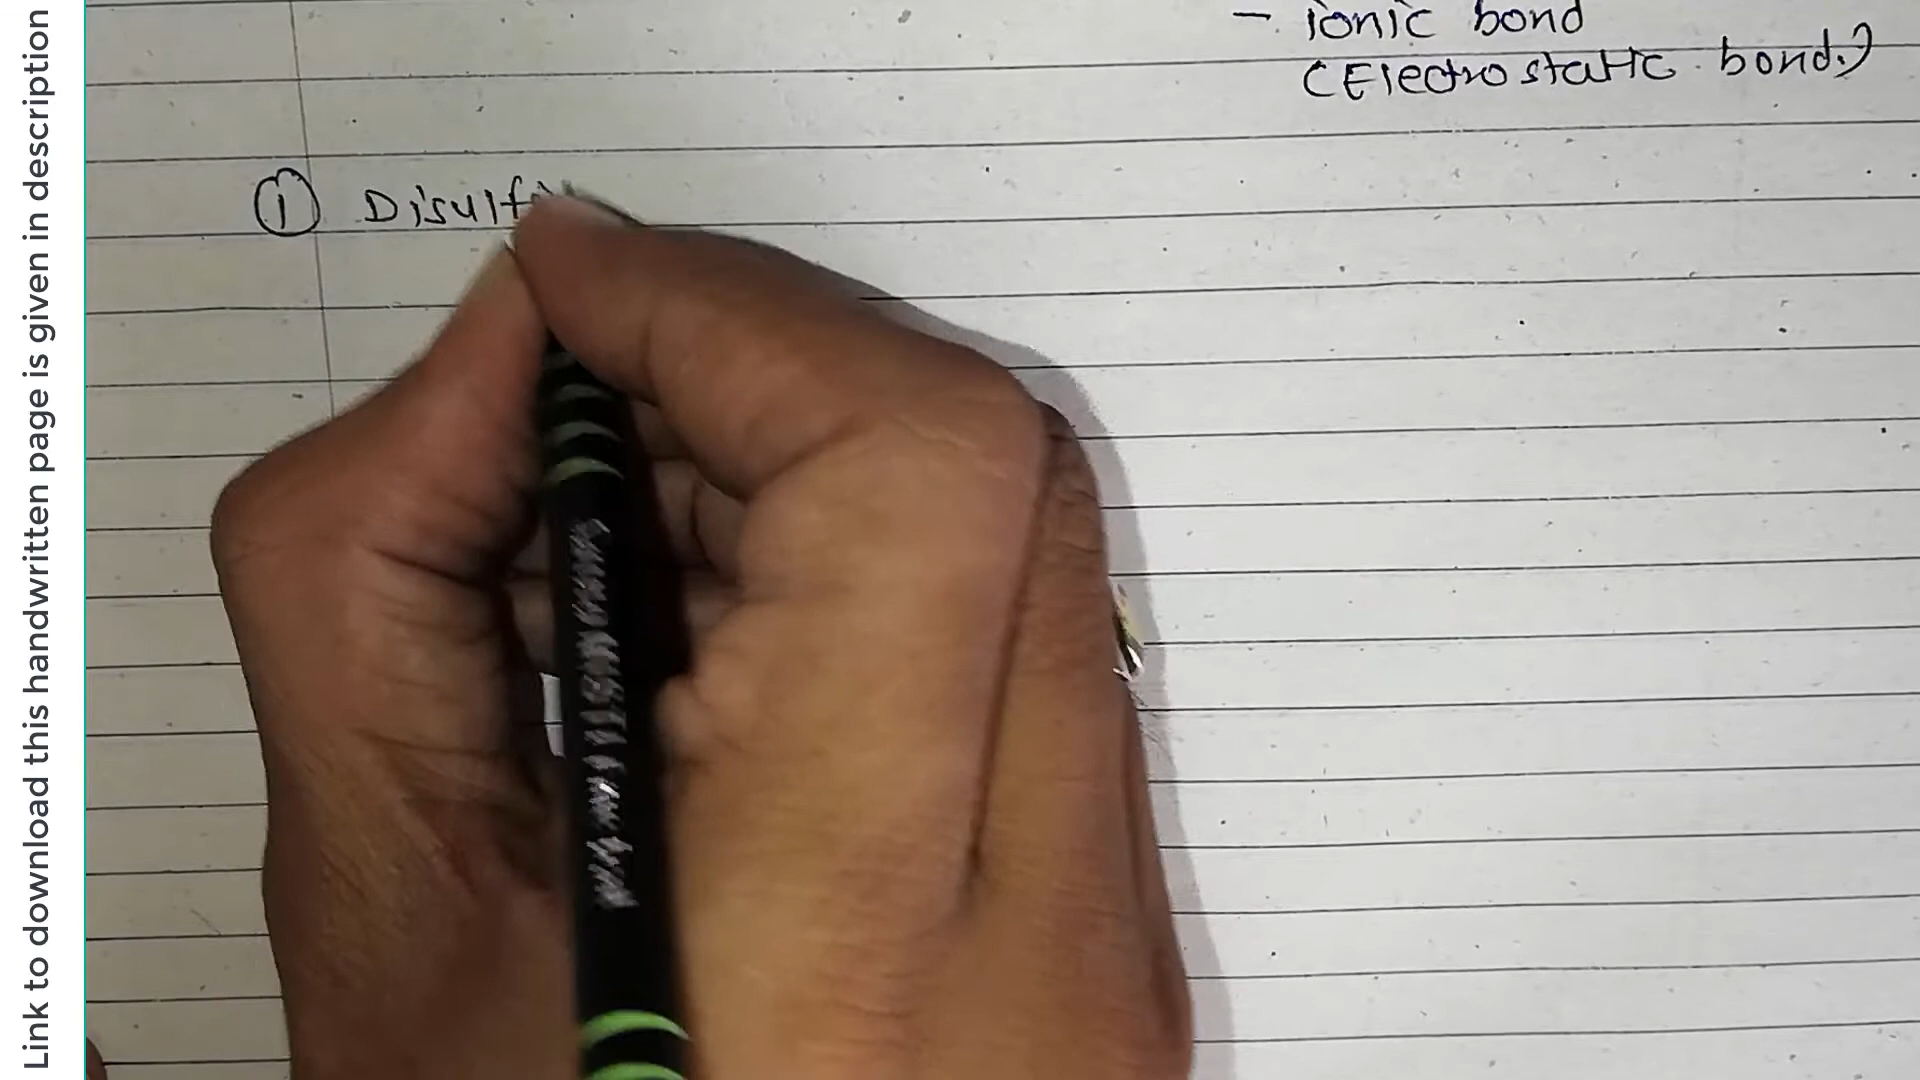 Link to download this handwritten page is given in description
- ionic bond
(Electrostatic bond.)
① Disulf